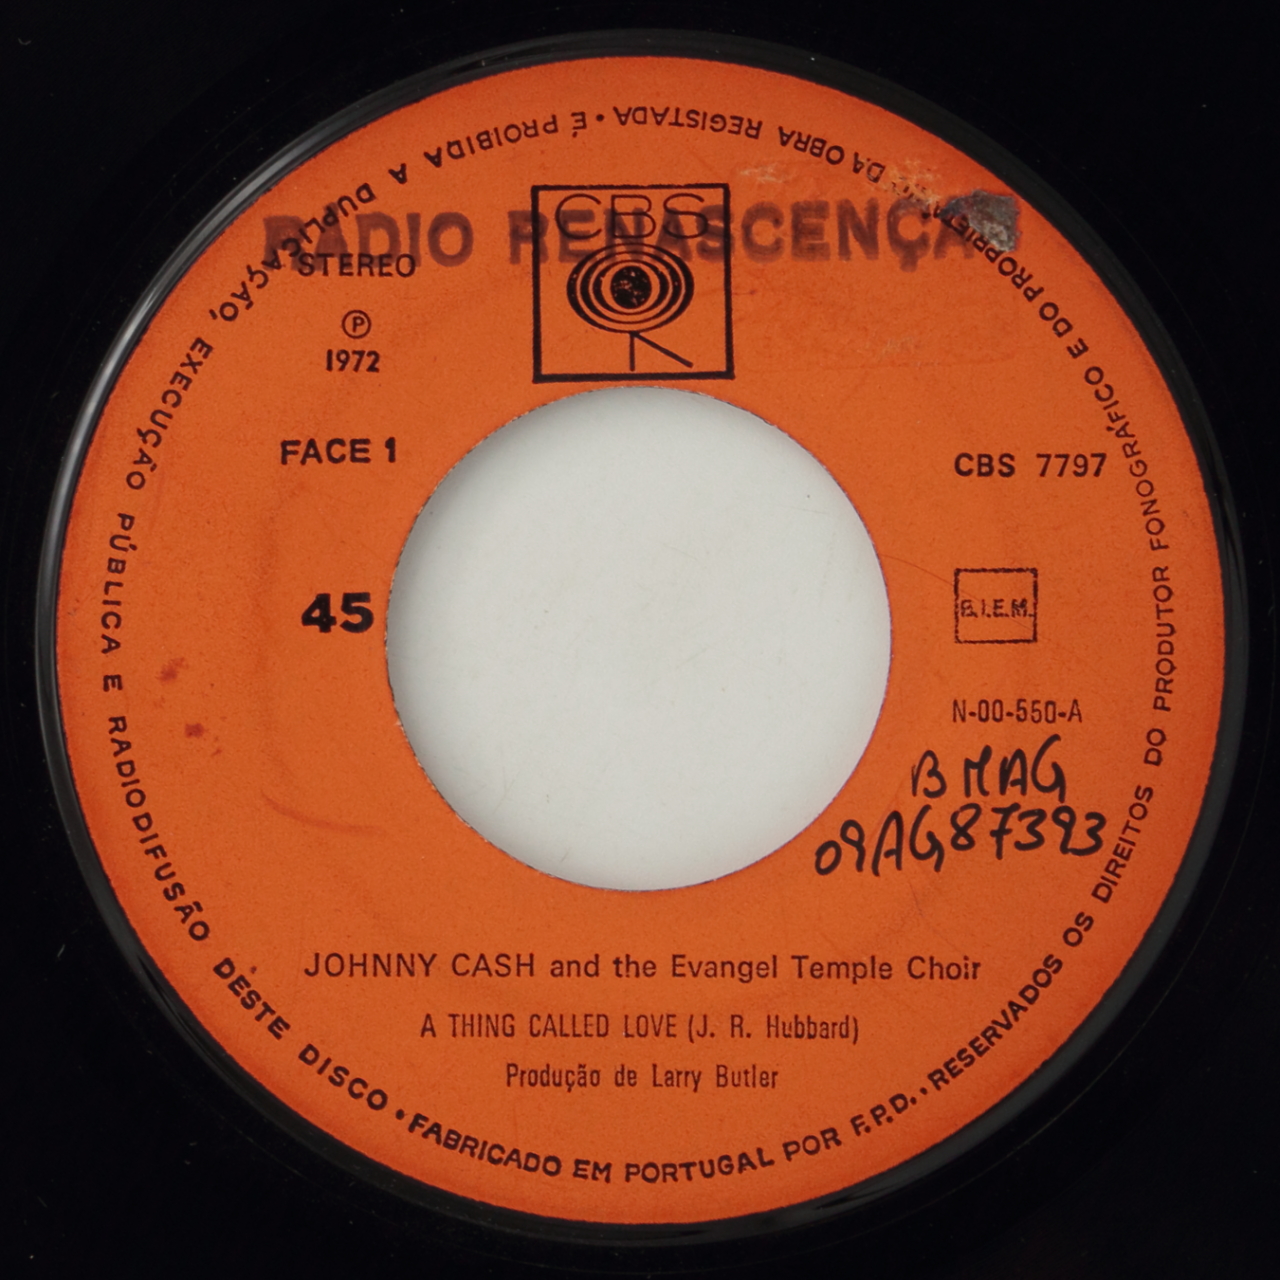 CBS
RÁDIO RENASCENÇA
STEREO
Ⓟ
1972
FACE 1
CBS 7797
45
B.I.E.M.
N-00-550-A
B MAG
09AG87393
JOHNNY CASH and the Evangel Temple Choir
A THING CALLED LOVE (J. R. Hubbard)
Produção de Larry Butler
• FABRICADO EM PORTUGAL POR F.P.D. • RESERVADOS OS DIREITOS DO PRODUTOR FONOGRÁFICO E DO DA OBRA REGISTADA • É PROIBIDA A DUPLICAÇÃO, EXECUÇÃO PÚBLICA E RADIODIFUSÃO DESTE DISCO